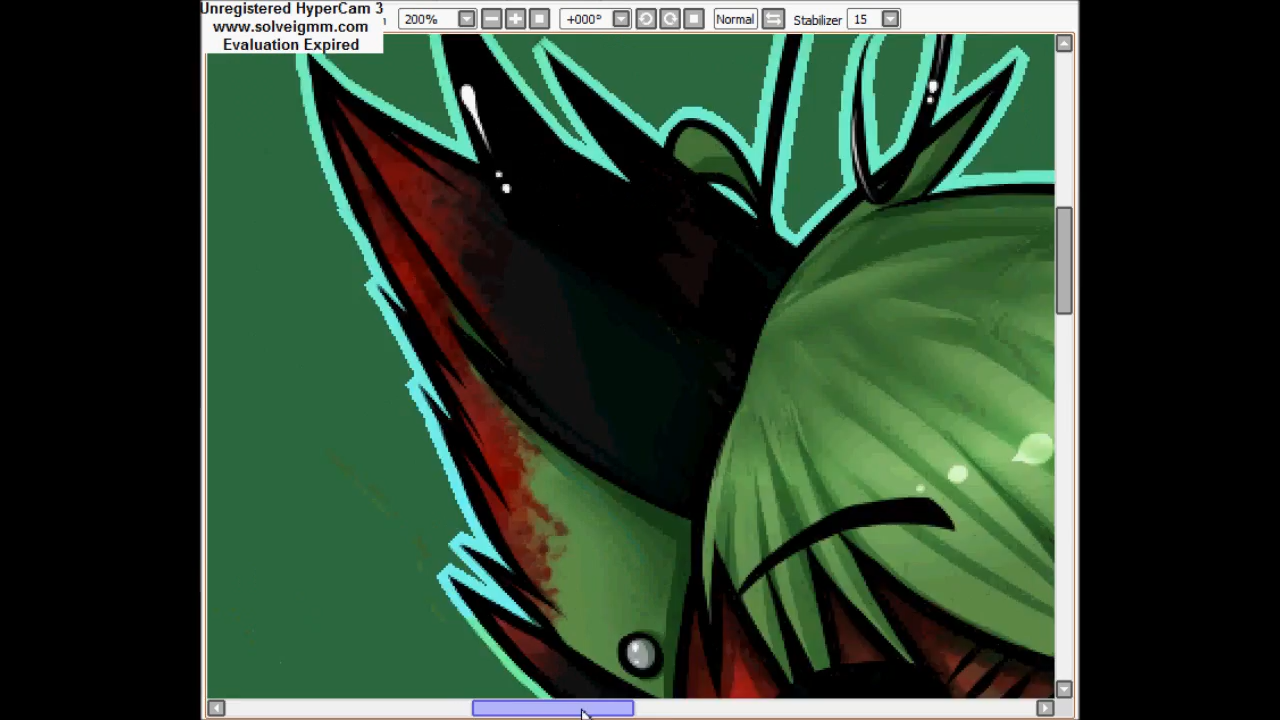 Unregistered HyperCam 3
www.solveigmm.com
Evaluation Expired
200%
+000°
Normal
Stabilizer
15